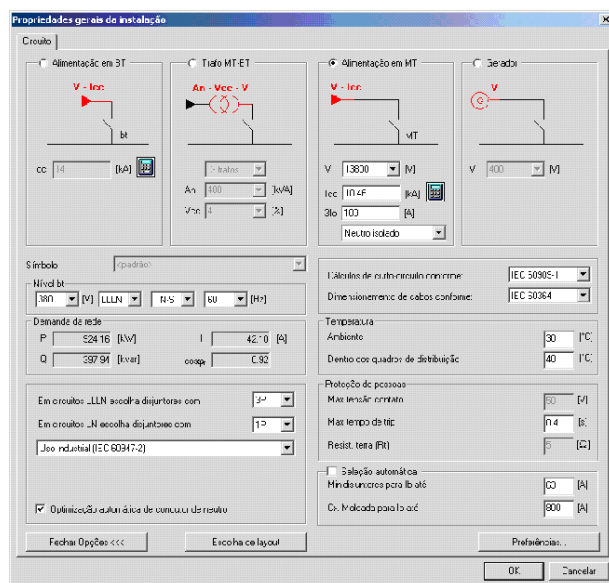 Propriedades gerais da instalação
Circuito
Alimentação em BT
Trafo MT-BT
Alimentação em MT
Gerador
V - Icc
An - Vcc - V
V - Icc
V
G
bt
MT
cc 14 [kA]
An 400 [kVA]
Vcc 4 [%]
V 13800 [V]
Icc 10.46 [kA]
3Io 100 [A]
Neutro isolado
V 400 [V]
Símbolo <padrão>
Nível bt
380 [V] LLLN TN-S 60 [Hz]
Demanda da rede
P 924.16 [kW] I 42.10 [A]
Q 397.94 [kvar] cosφ 0.92
Cálculos de curto-circuito conforme: IEC 60909-1
Dimensionamento de cabos conforme: IEC 60364
Temperatura
Ambiente 30 [°C]
Dentro dos quadros de distribuição 40 [°C]
Em circuitos LLLN escolha disjuntores com 3P
Em circuitos LN escolha disjuntores com 1P
Uso industrial (IEC 60947-2)
Optimização automática de condutor de neutro
Proteção de pessoas
Max tensão contato 50 [V]
Max tempo de trip 0.4 [s]
Resist. terra (Rt) 5 [Ω]
Seleção automática
Minidisjuntores para Ib até 63 [A]
Cx. Moldada para Ib até 800 [A]
Fechar Opções <<<
Escolha de layout
Preferências...
OK
Cancelar